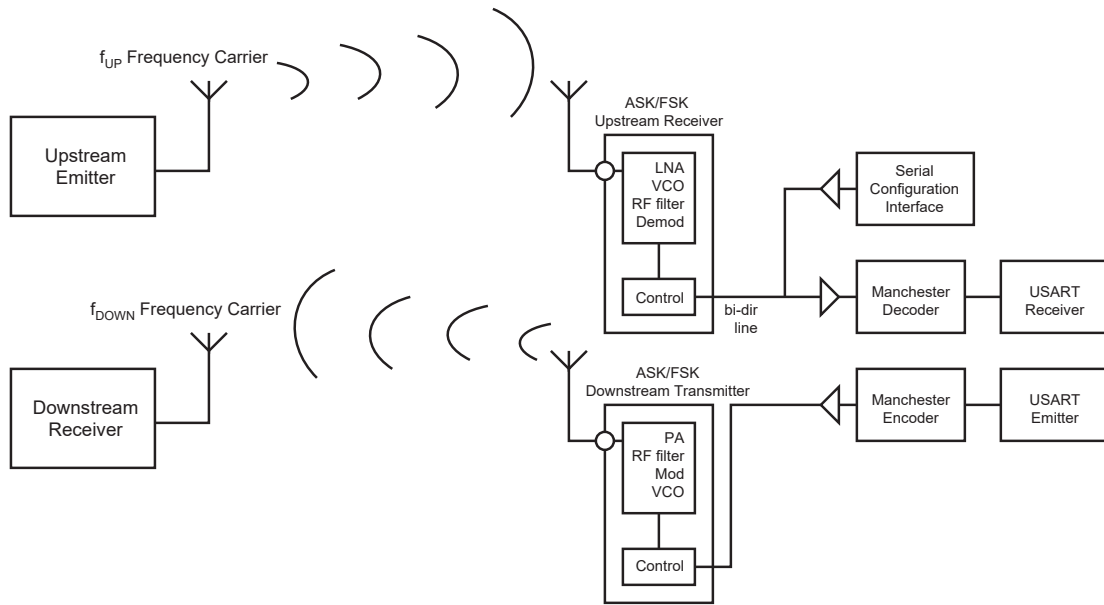 f_UP Frequency Carrier
Upstream
Emitter
ASK/FSK
Upstream Receiver
LNA
VCO
RF filter
Demod
Control
bi-dir
line
Serial
Configuration
Interface
Manchester
Decoder
USART
Receiver
f_DOWN Frequency Carrier
Downstream
Receiver
ASK/FSK
Downstream Transmitter
PA
RF filter
Mod
VCO
Control
Manchester
Encoder
USART
Emitter